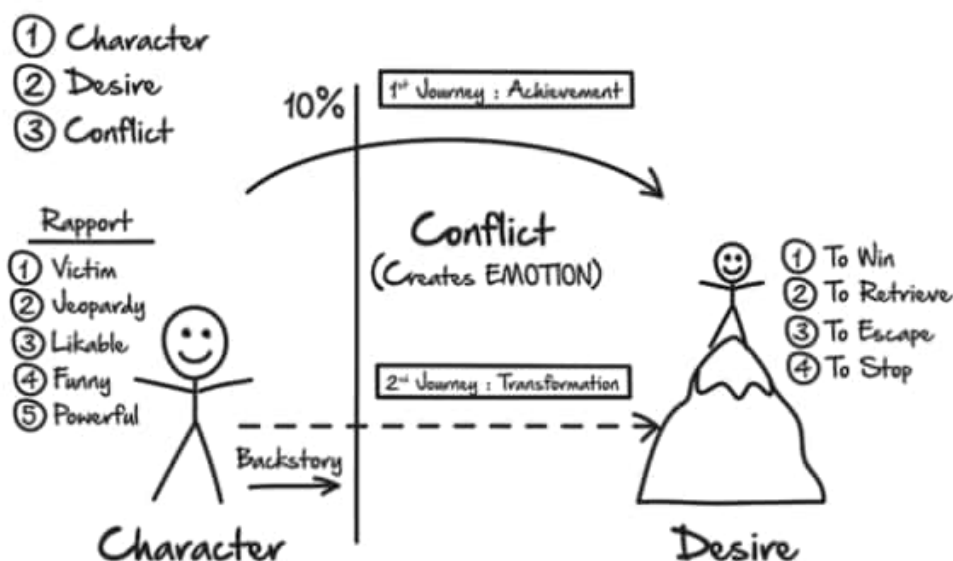 1 Character
2 Desire
3 Conflict
10%
1st Journey : Achievement
Rapport
1 Victim
2 Jeopardy
3 Likable
4 Funny
5 Powerful
Conflict
(Creates EMOTION)
1 To Win
2 To Retrieve
3 To Escape
4 To Stop
2nd Journey : Transformation
Backstory
Character
Desire